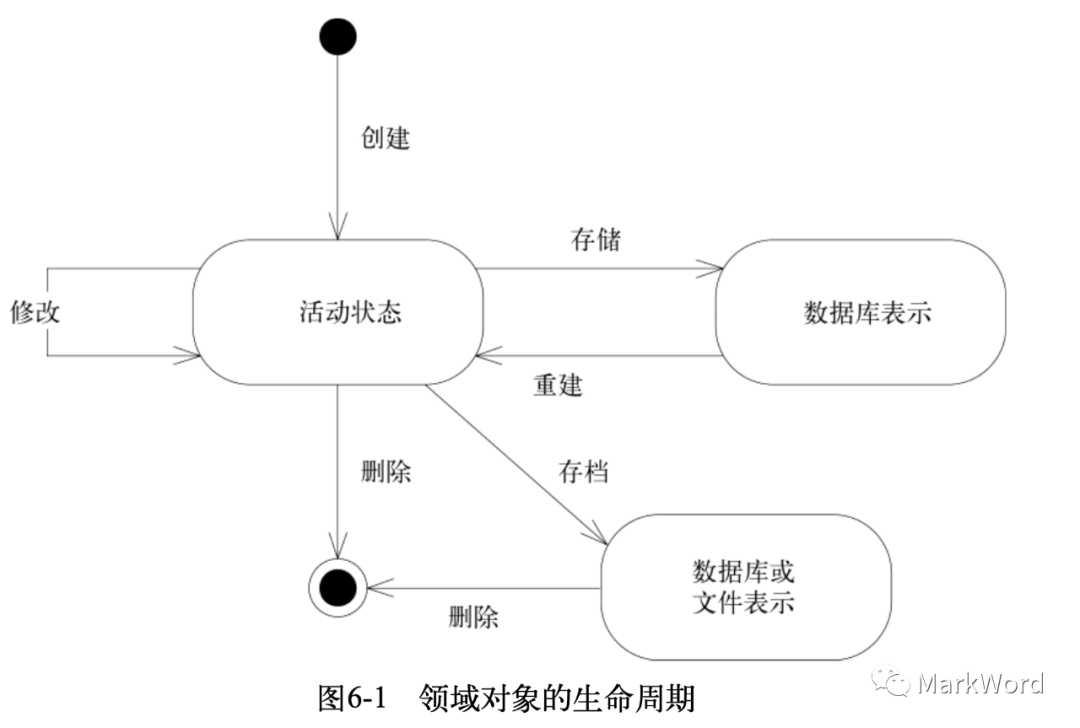 创建
存储
修改
活动状态
数据库表示
重建
删除
存档
数据库或
文件表示
删除
图6-1 领域对象的生命周期
MarkWord